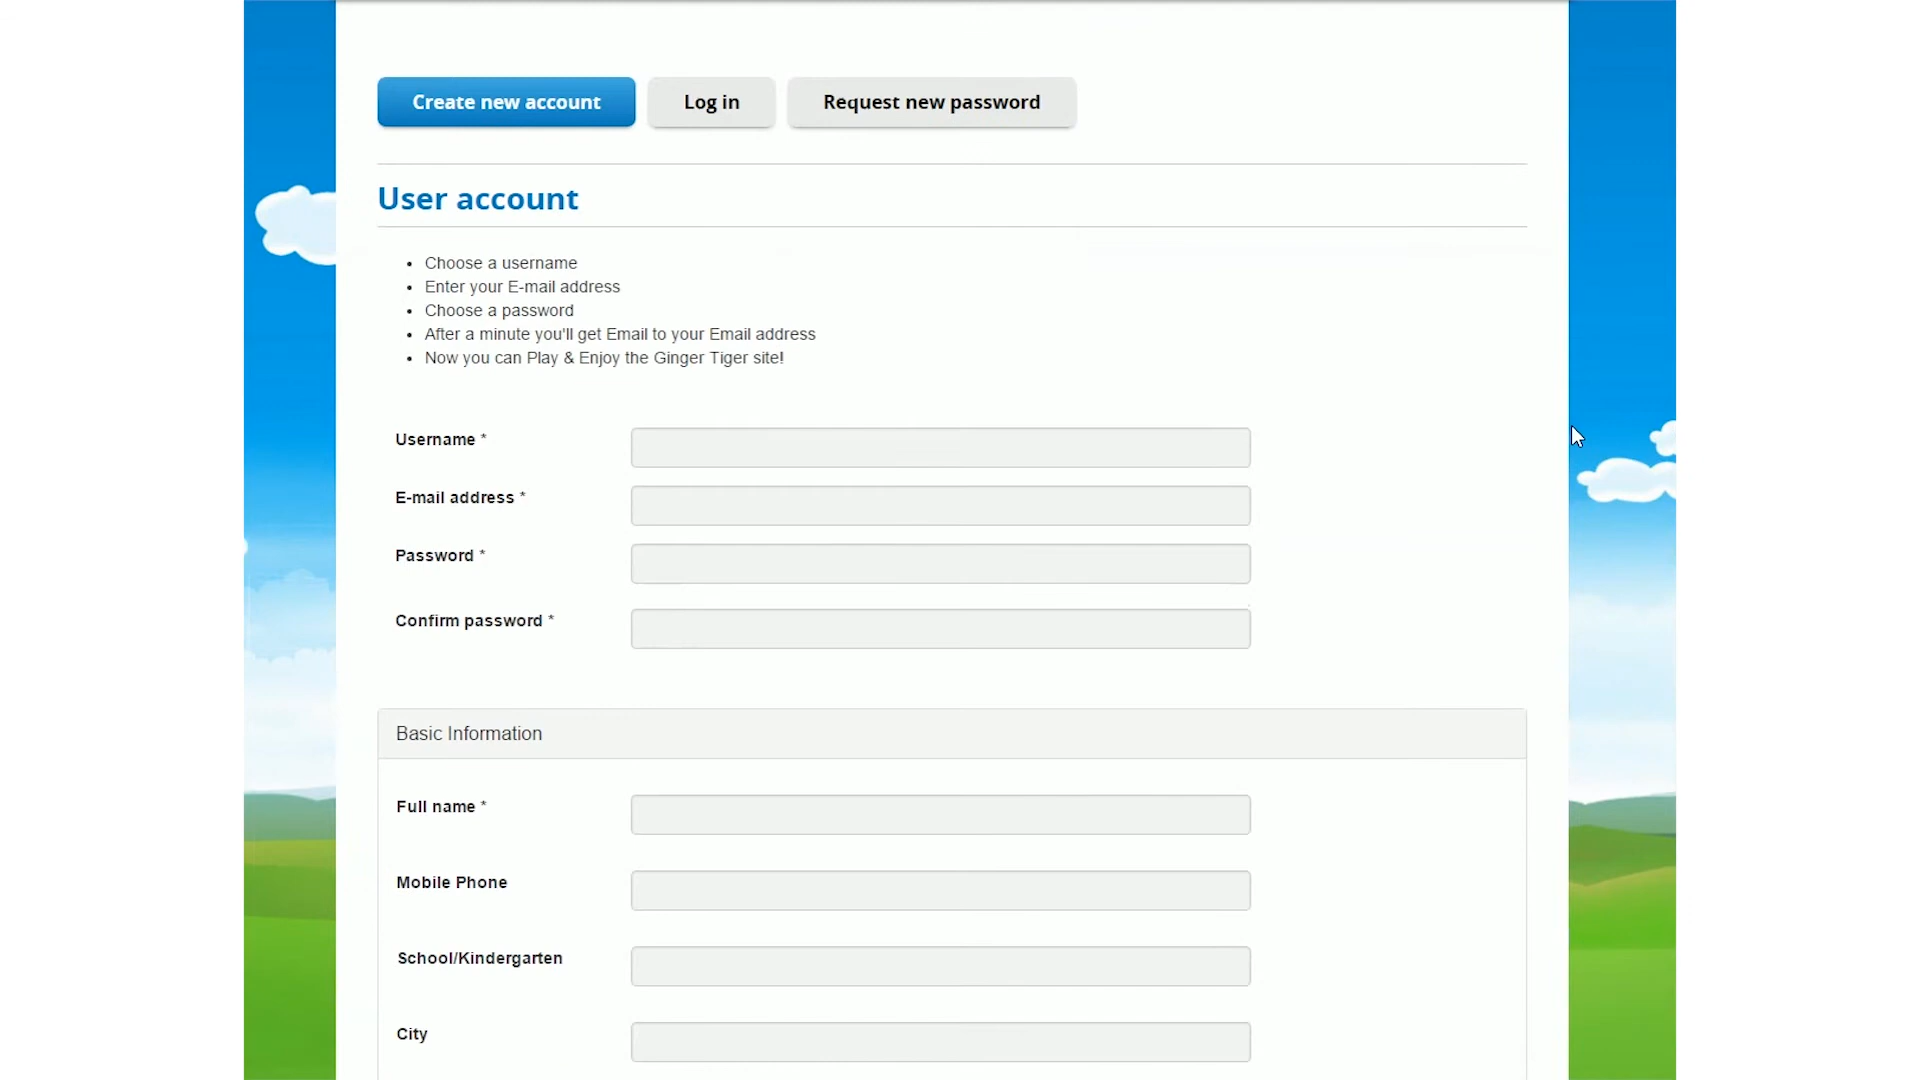 Create new account
Log in
Request new password
User account
• Choose a username
• Enter your E-mail address
• Choose a password
• After a minute you'll get Email to your Email address
• Now you can Play & Enjoy the Ginger Tiger site!
Username *
E-mail address *
Password *
Confirm password *
Basic Information
Full name *
Mobile Phone
School/Kindergarten
City